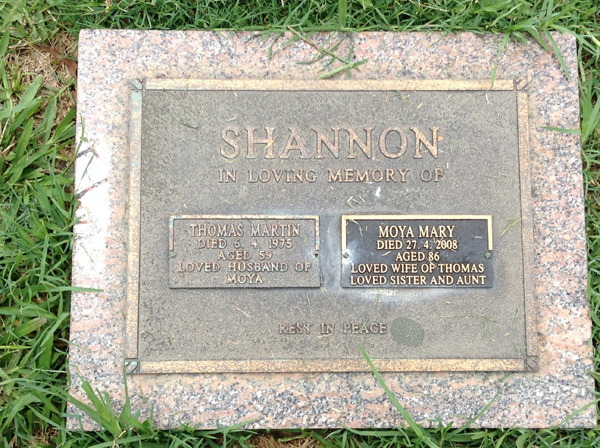 SHANNON
IN LOVING MEMORY OF
THOMAS MARTIN
DIED 6. 4. 1975
AGED 59
LOVED HUSBAND OF
MOYA
MOYA MARY
DIED 27. 4. 2008
AGED 86
LOVED WIFE OF THOMAS
LOVED SISTER AND AUNT
REST IN PEACE